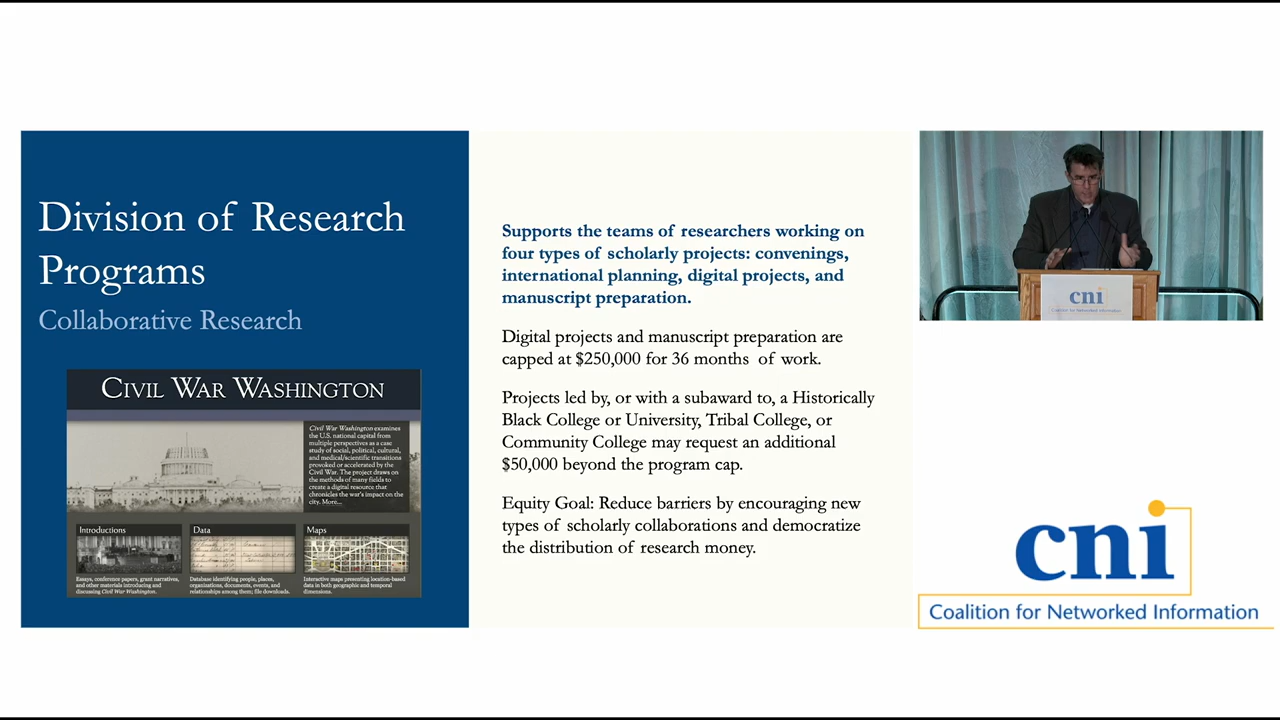 Division of Research
Programs
Collaborative Research
CIVIL WAR WASHINGTON
Civil War Washington examines
the U.S. national capital from
multiple perspectives as a case
study of social, political, cultural,
and medical/scientific transitions
provoked or accelerated by the
Civil War. The project draws on
the methods of many fields to
create a digital resource that
chronicles the war's impact on the
city. More...
Introductions
Essays, conference papers, grant narratives,
and other materials introducing and
discussing Civil War Washington.
Data
Database identifying people, places,
organizations, documents, events, and
relationships among them; file downloads.
Maps
Interactive maps presenting location-based
data in both geographic and temporal
dimensions.
Supports the teams of researchers working on
four types of scholarly projects: convenings,
international planning, digital projects, and
manuscript preparation.
Digital projects and manuscript preparation are
capped at $250,000 for 36 months of work.
Projects led by, or with a subaward to, a Historically
Black College or University, Tribal College, or
Community College may request an additional
$50,000 beyond the program cap.
Equity Goal: Reduce barriers by encouraging new
types of scholarly collaborations and democratize
the distribution of research money.
cni
Coalition for Networked Information
cni
Coalition for Networked Information